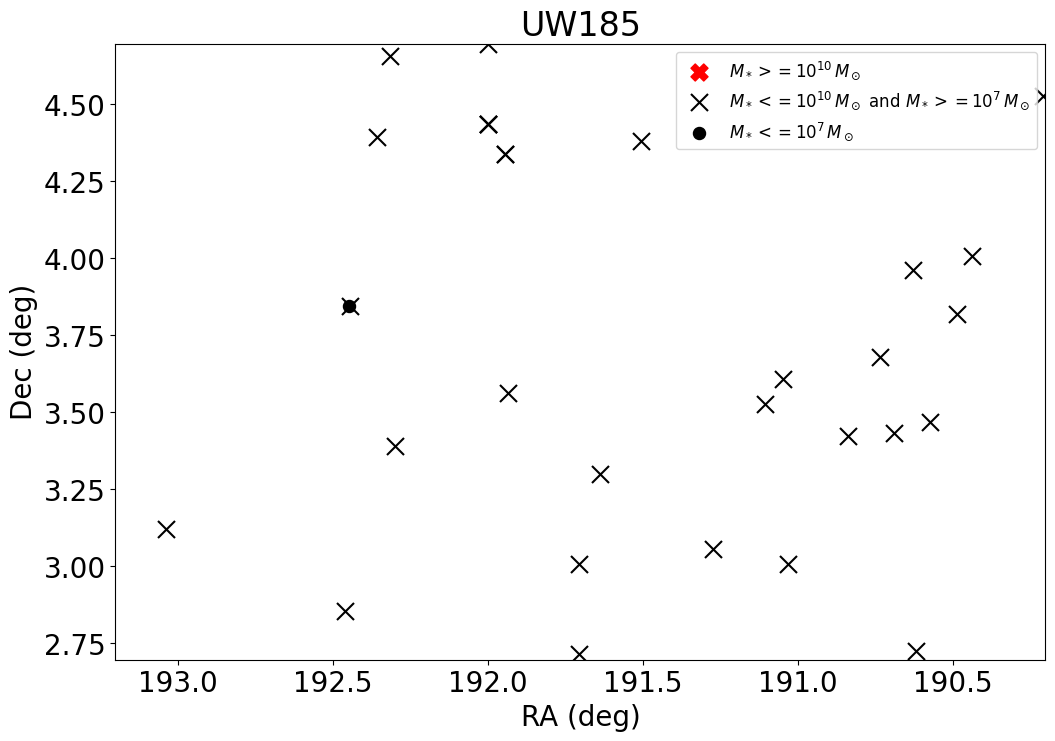 UW185
M* >= 10^10 M⊙
M* <= 10^10 M⊙ and M* >= 10^7 M⊙
M* <= 10^7 M⊙
4.50
4.25
4.00
3.75
3.50
3.25
3.00
2.75
Dec (deg)
193.0 192.5 192.0 191.5 191.0 190.5
RA (deg)